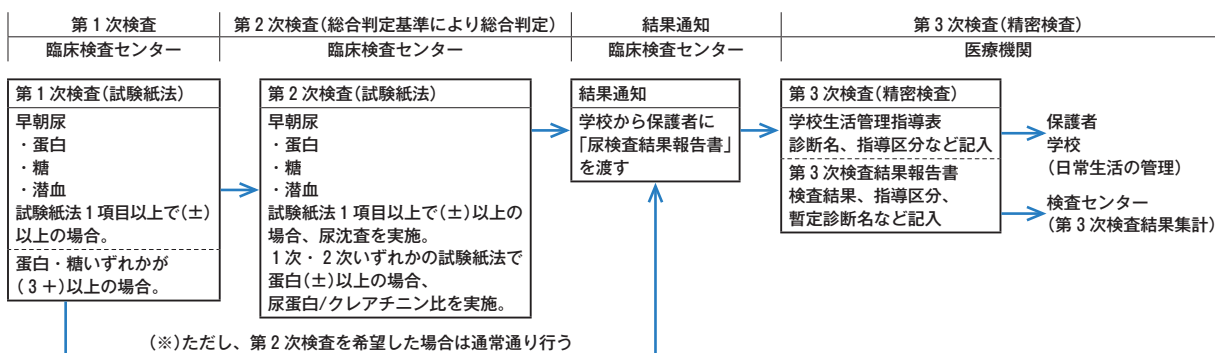 第1次検査
第2次検査(総合判定基準により総合判定)
結果通知
第3次検査(精密検査)
臨床検査センター
臨床検査センター
臨床検査センター
医療機関
第1次検査(試験紙法)
早朝尿
・蛋白
・糖
・潜血
試験紙法1項目以上で(±)
以上の場合。
蛋白・糖いずれかが
(3+)以上の場合。
第2次検査(試験紙法)
早朝尿
・蛋白
・糖
・潜血
試験紙法1項目以上で(±)以上の
場合、尿沈査を実施。
1次・2次いずれかの試験紙法で
蛋白(±)以上の場合、
尿蛋白/クレアチニン比を実施。
結果通知
学校から保護者に
「尿検査結果報告書」
を渡す
第3次検査(精密検査)
学校生活管理指導表
診断名、指導区分など記入
第3次検査結果報告書
検査結果、指導区分、
暫定診断名など記入
保護者
学校
(日常生活の管理)
検査センター
(第3次検査結果集計)
(※)ただし、第2次検査を希望した場合は通常通り行う